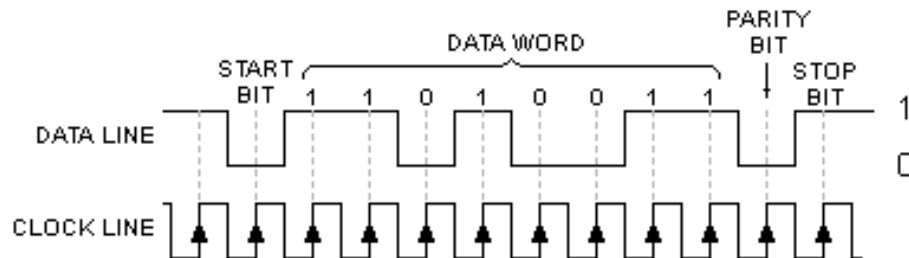 PARITY
BIT
DATA WORD
START
BIT
STOP
BIT
1 1 0 1 0 0 1 1
DATA LINE
1
CLOCK LINE